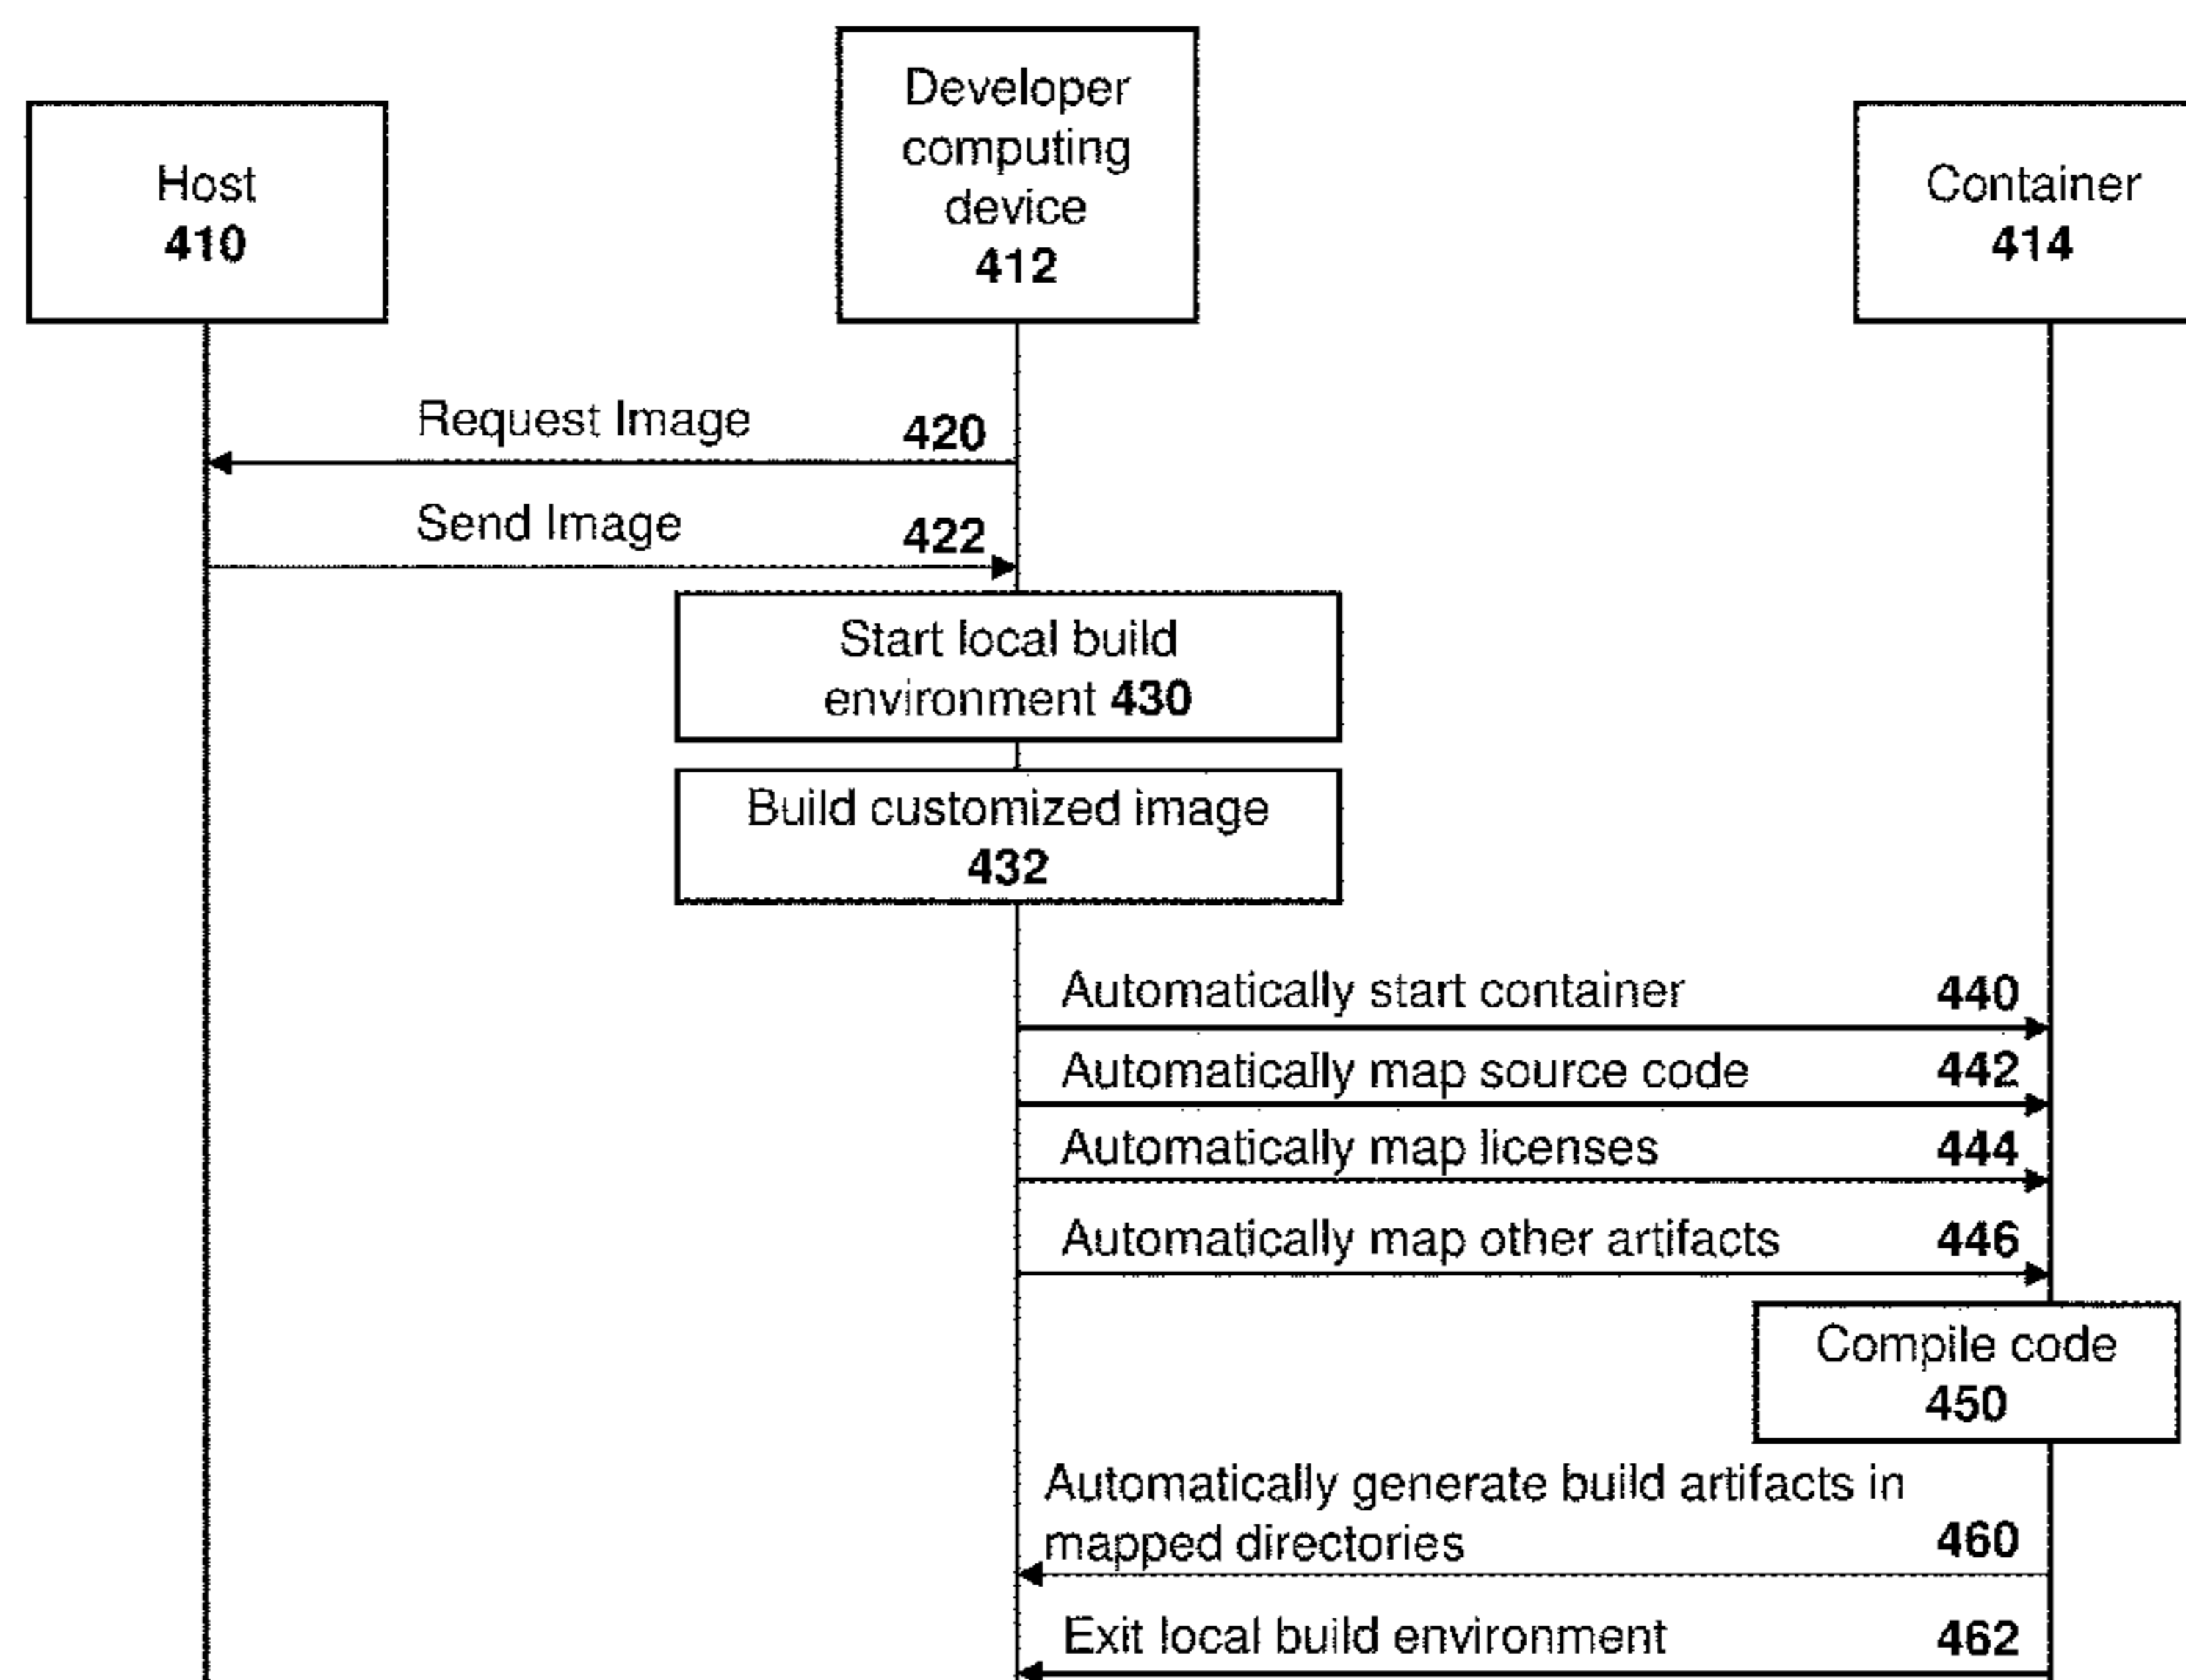 Host
410
Developer
computing
device
412
Container
414
Request Image 420
Send Image 422
Start local build
environment 430
Build customized image
432
Automatically start container 440
Automatically map source code 442
Automatically map licenses 444
Automatically map other artifacts 446
Compile code
450
Automatically generate build artifacts in
mapped directories 460
Exit local build environment 462